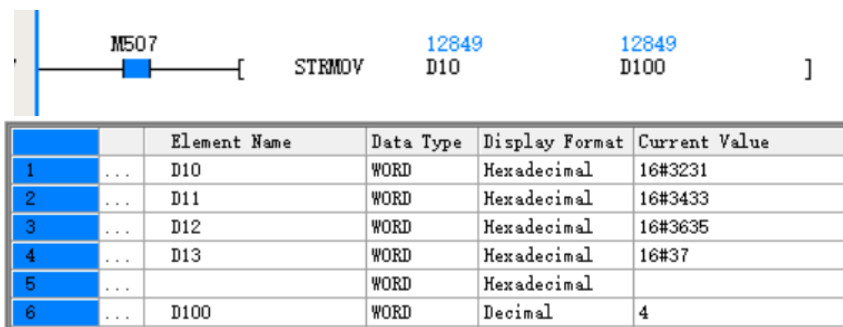 M507 12849 12849
[ STRMOV D10 D100 ]
Element Name Data Type Display Format Current Value
1 ... D10 WORD Hexadecimal 16#3231
2 ... D11 WORD Hexadecimal 16#3433
3 ... D12 WORD Hexadecimal 16#3635
4 ... D13 WORD Hexadecimal 16#37
5 ... WORD Hexadecimal
6 ... D100 WORD Decimal 4